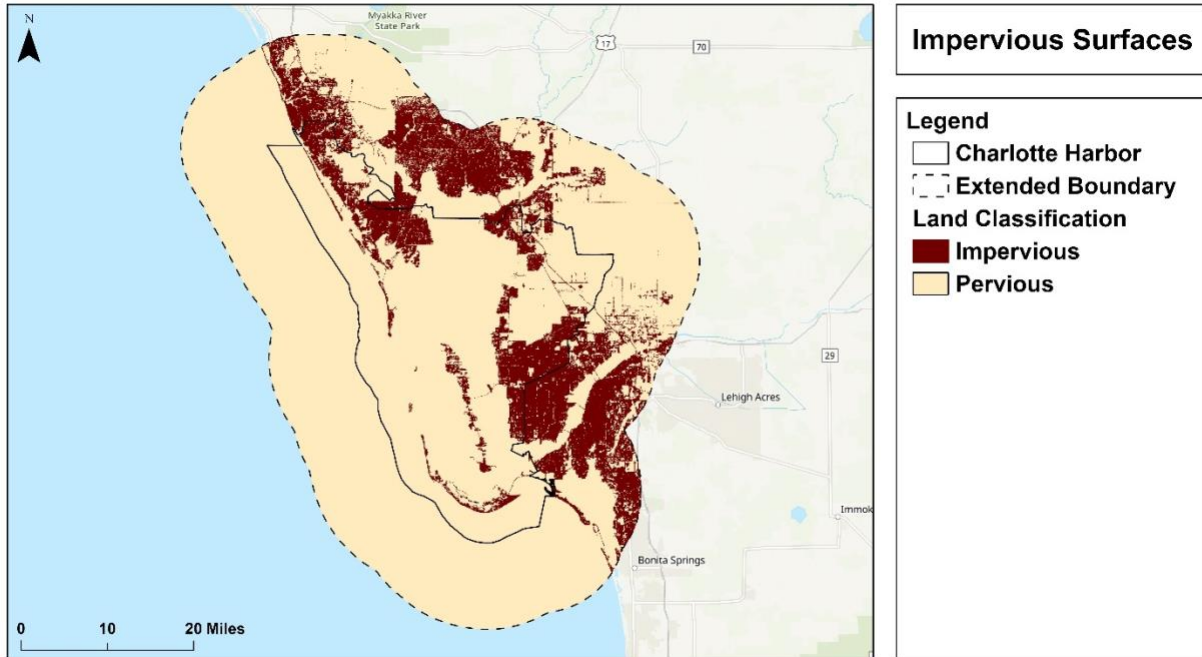 N
Myakka River
State Park
17
70
29
Lehigh Acres
Immok
Bonita Springs
0 10 20 Miles
Impervious Surfaces
Legend
Charlotte Harbor
Extended Boundary
Land Classification
Impervious
Pervious